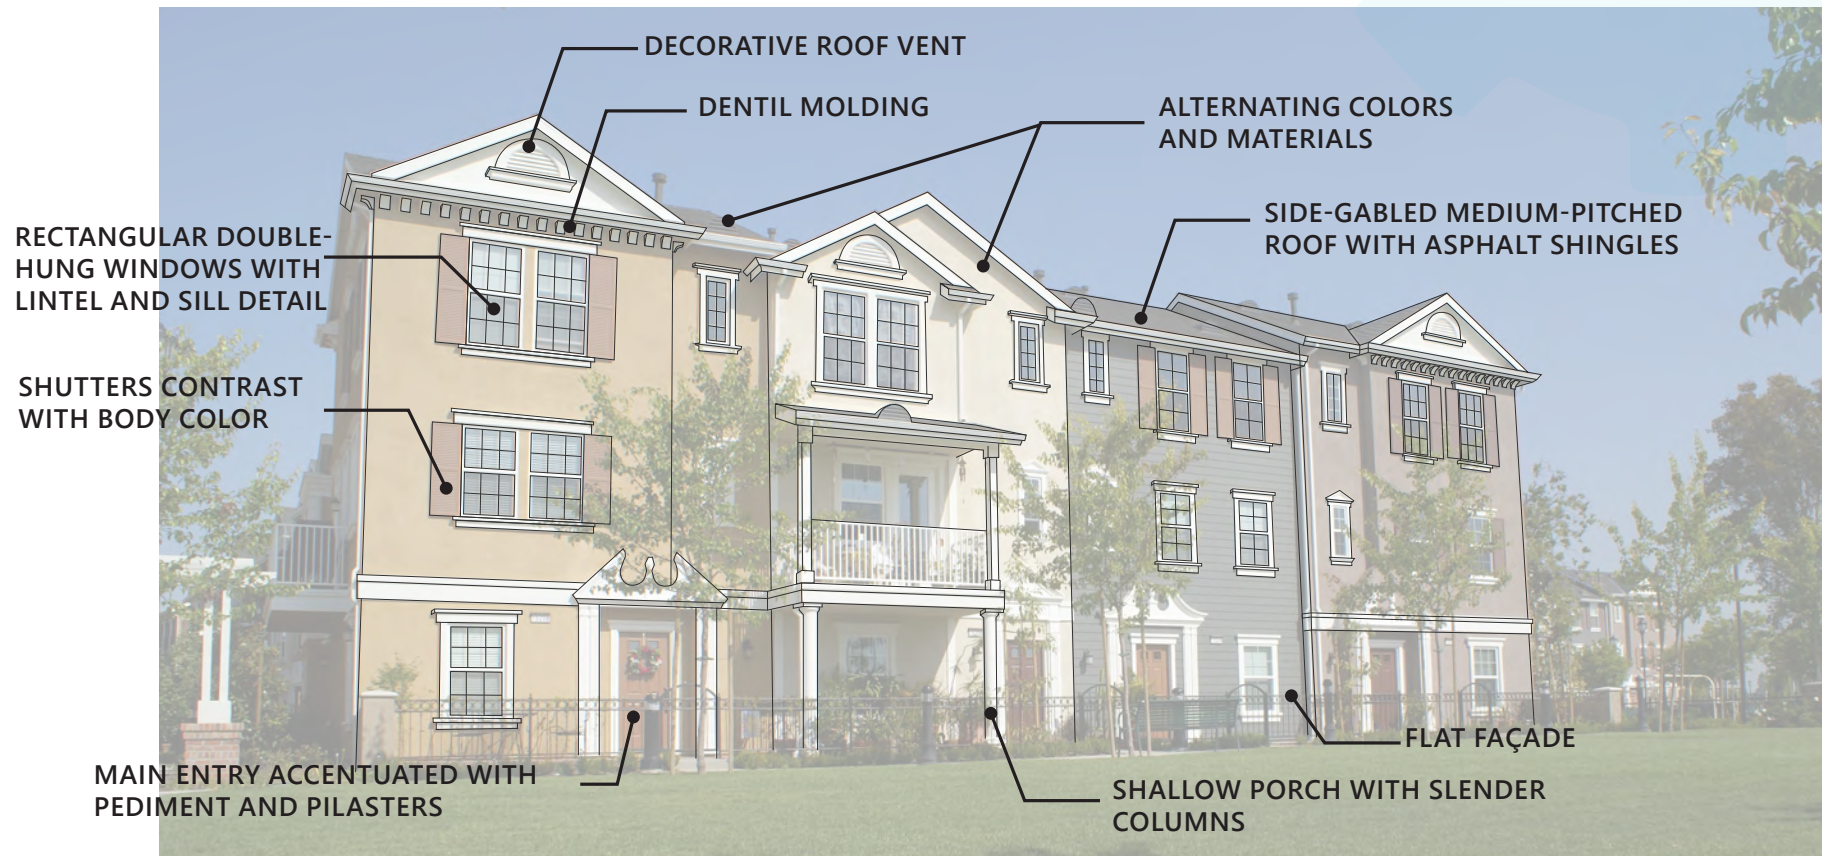 DECORATIVE ROOF VENT
DENTIL MOLDING
ALTERNATING COLORS
AND MATERIALS
SIDE-GABLED MEDIUM-PITCHED
ROOF WITH ASPHALT SHINGLES
RECTANGULAR DOUBLE-
HUNG WINDOWS WITH
LINTEL AND SILL DETAIL
SHUTTERS CONTRAST
WITH BODY COLOR
FLAT FAÇADE
MAIN ENTRY ACCENTUATED WITH
PEDIMENT AND PILASTERS
SHALLOW PORCH WITH SLENDER
COLUMNS